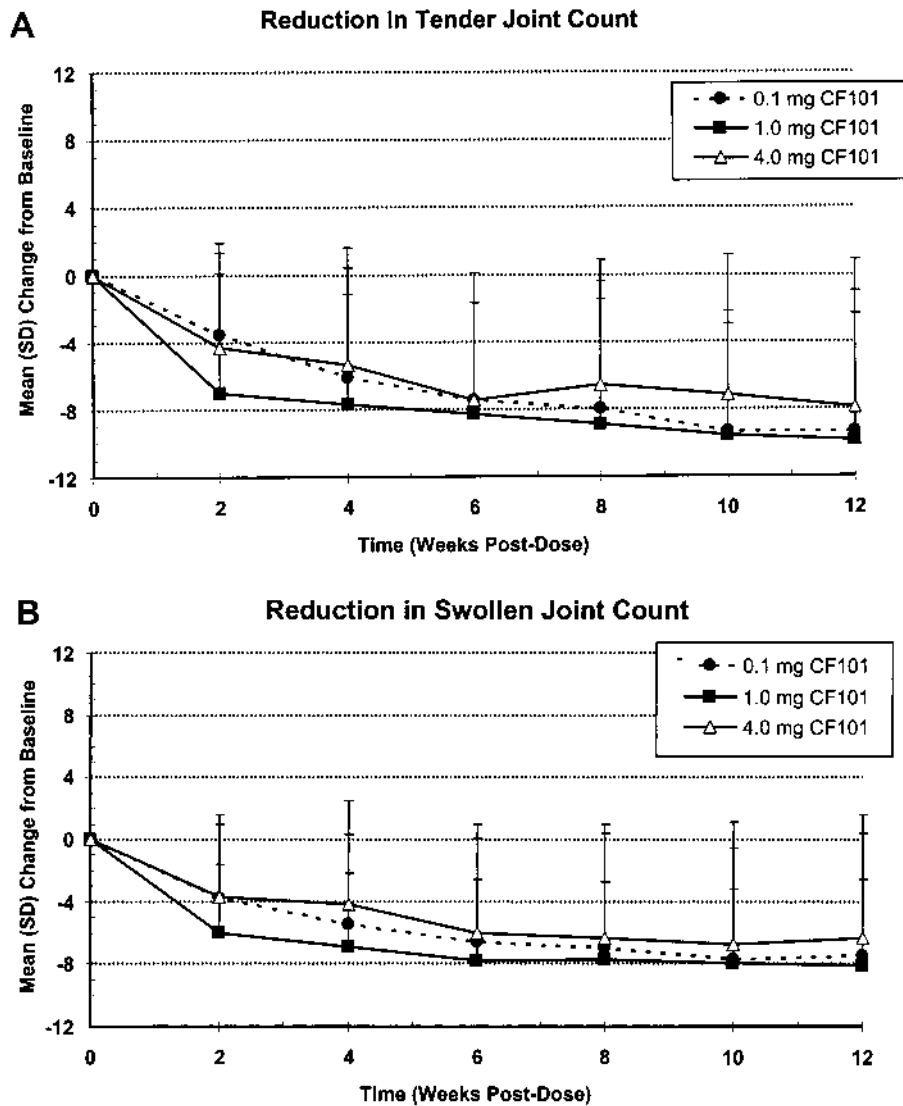 A
Reduction in Tender Joint Count
12
8
4
0
-4
-8
-12
Mean (SD) Change from Baseline
0.1 mg CF101
1.0 mg CF101
4.0 mg CF101
0 2 4 6 8 10 12
Time (Weeks Post-Dose)
B
Reduction in Swollen Joint Count
12
8
4
0
-4
-8
-12
Mean (SD) Change from Baseline
0.1 mg CF101
1.0 mg CF101
4.0 mg CF101
0 2 4 6 8 10 12
Time (Weeks Post-Dose)